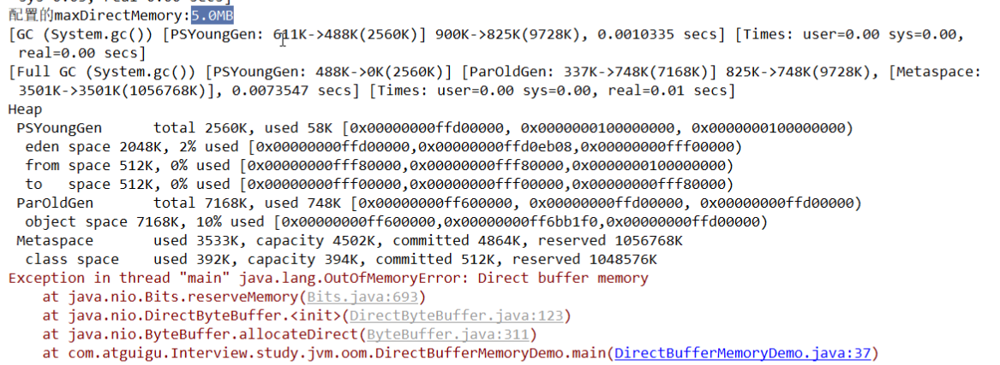 配置的maxDirectMemory:5.0MB
[GC (System.gc()) [PSYoungGen: 611K->488K(2560K)] 900K->825K(9728K), 0.0010335 secs] [Times: user=0.00 sys=0.00,
real=0.00 secs]
[Full GC (System.gc()) [PSYoungGen: 488K->0K(2560K)] [ParOldGen: 337K->748K(7168K)] 825K->748K(9728K), [Metaspace:
3501K->3501K(1056768K)], 0.0073547 secs] [Times: user=0.00 sys=0.00, real=0.01 secs]
Heap
PSYoungGen total 2560K, used 58K [0x00000000ffd00000, 0x0000000100000000, 0x0000000100000000)
eden space 2048K, 2% used [0x00000000ffd00000,0x00000000ffd0eb08,0x00000000fff00000)
from space 512K, 0% used [0x00000000fff80000,0x00000000fff80000,0x0000000100000000)
to space 512K, 0% used [0x00000000fff00000,0x00000000fff00000,0x00000000fff80000)
ParOldGen total 7168K, used 748K [0x00000000ff600000, 0x00000000ffd00000, 0x00000000ffd00000)
object space 7168K, 10% used [0x00000000ff600000,0x00000000ff6bb1f0,0x00000000ffd00000)
Metaspace used 3533K, capacity 4502K, committed 4864K, reserved 1056768K
class space used 392K, capacity 394K, committed 512K, reserved 1048576K
Exception in thread "main" java.lang.OutOfMemoryError: Direct buffer memory
at java.nio.Bits.reserveMemory(Bits.java:693)
at java.nio.DirectByteBuffer.<init>(DirectByteBuffer.java:123)
at java.nio.ByteBuffer.allocateDirect(ByteBuffer.java:311)
at com.atguigu.Interview.study.jvm.oom.DirectBufferMemoryDemo.main(DirectBufferMemoryDemo.java:37)